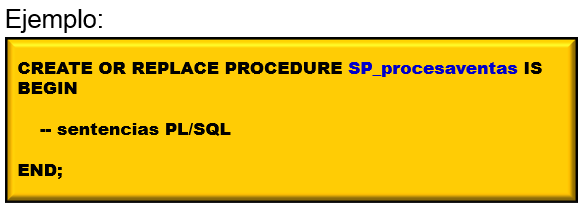 Ejemplo:
CREATE OR REPLACE PROCEDURE SP_procesaventas IS
BEGIN
-- sentencias PL/SQL
END;